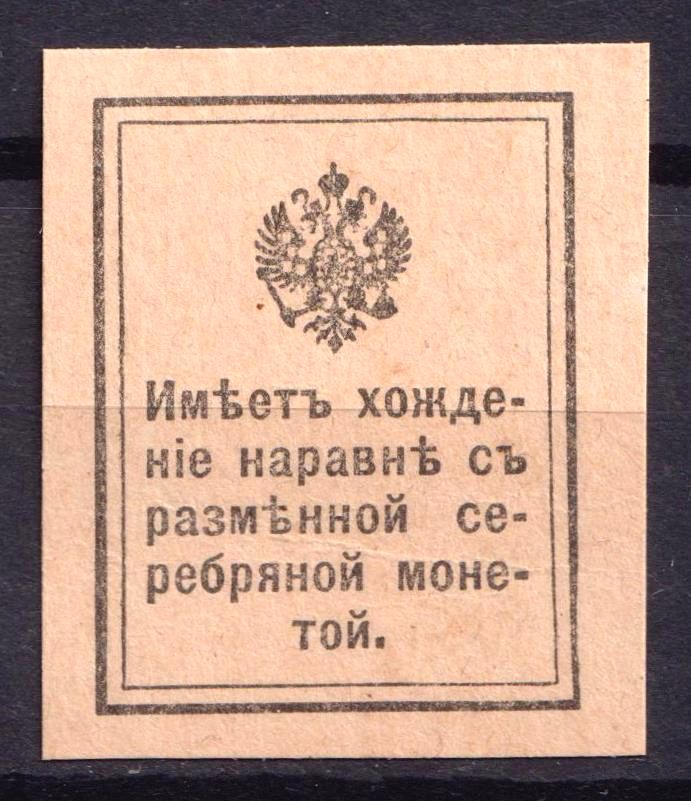 Имѣетъ хожде-
ніе наравнѣ съ
размѣнной се-
ребряной моне-
той.